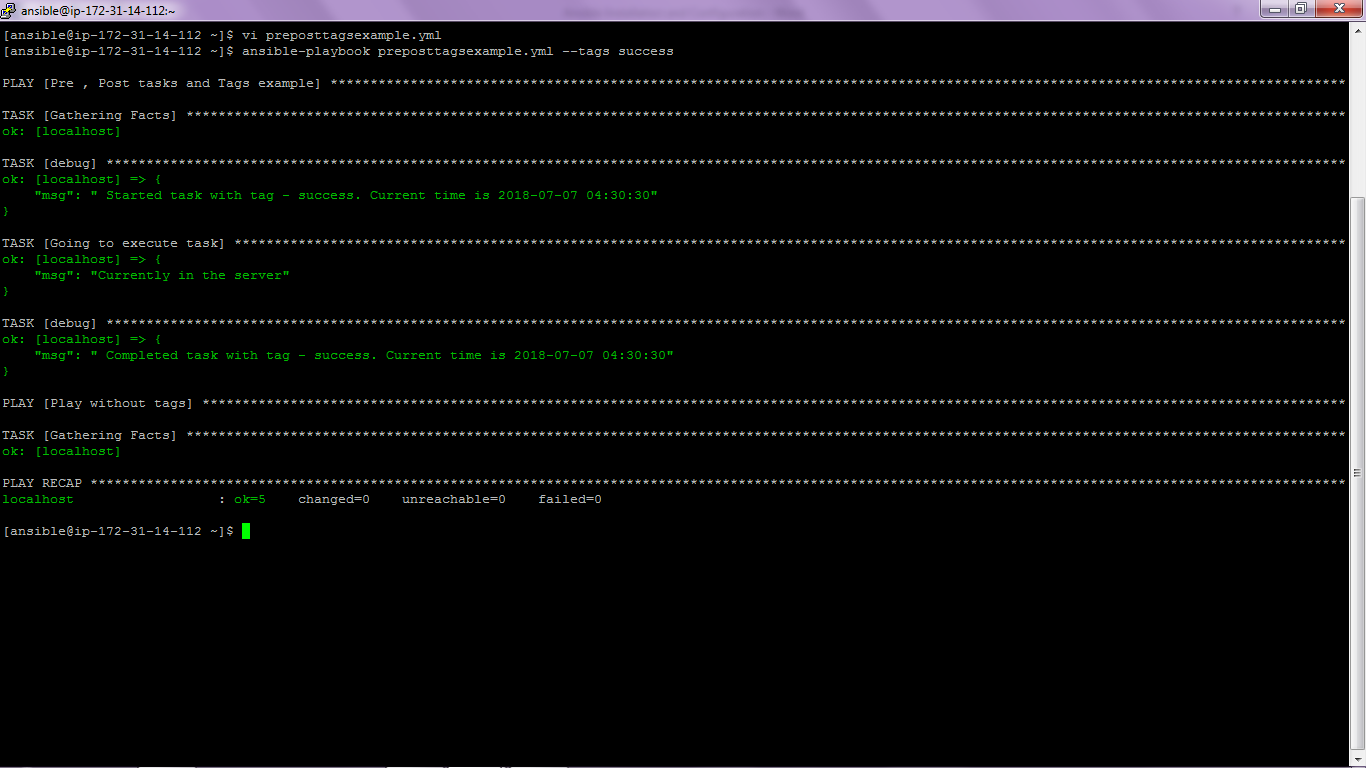 ansible@ip-172-31-14-112:~
[ansible@ip-172-31-14-112 ~]$ vi preposttagsexample.yml
[ansible@ip-172-31-14-112 ~]$ ansible-playbook preposttagsexample.yml --tags success
PLAY [Pre , Post tasks and Tags example] *******************************************************************************************************************************
TASK [Gathering Facts] *************************************************************************************************************************************************
ok: [localhost]
TASK [debug] ***********************************************************************************************************************************************************
ok: [localhost] => {
    "msg": " Started task with tag - success. Current time is 2018-07-07 04:30:30"
}
TASK [Going to execute task] *******************************************************************************************************************************************
ok: [localhost] => {
    "msg": "Currently in the server"
}
TASK [debug] ***********************************************************************************************************************************************************
ok: [localhost] => {
    "msg": " Completed task with tag - success. Current time is 2018-07-07 04:30:30"
}
PLAY [Play without tags] ***********************************************************************************************************************************************
TASK [Gathering Facts] *************************************************************************************************************************************************
ok: [localhost]
PLAY RECAP *************************************************************************************************************************************************************
localhost                  : ok=5    changed=0    unreachable=0    failed=0
[ansible@ip-172-31-14-112 ~]$